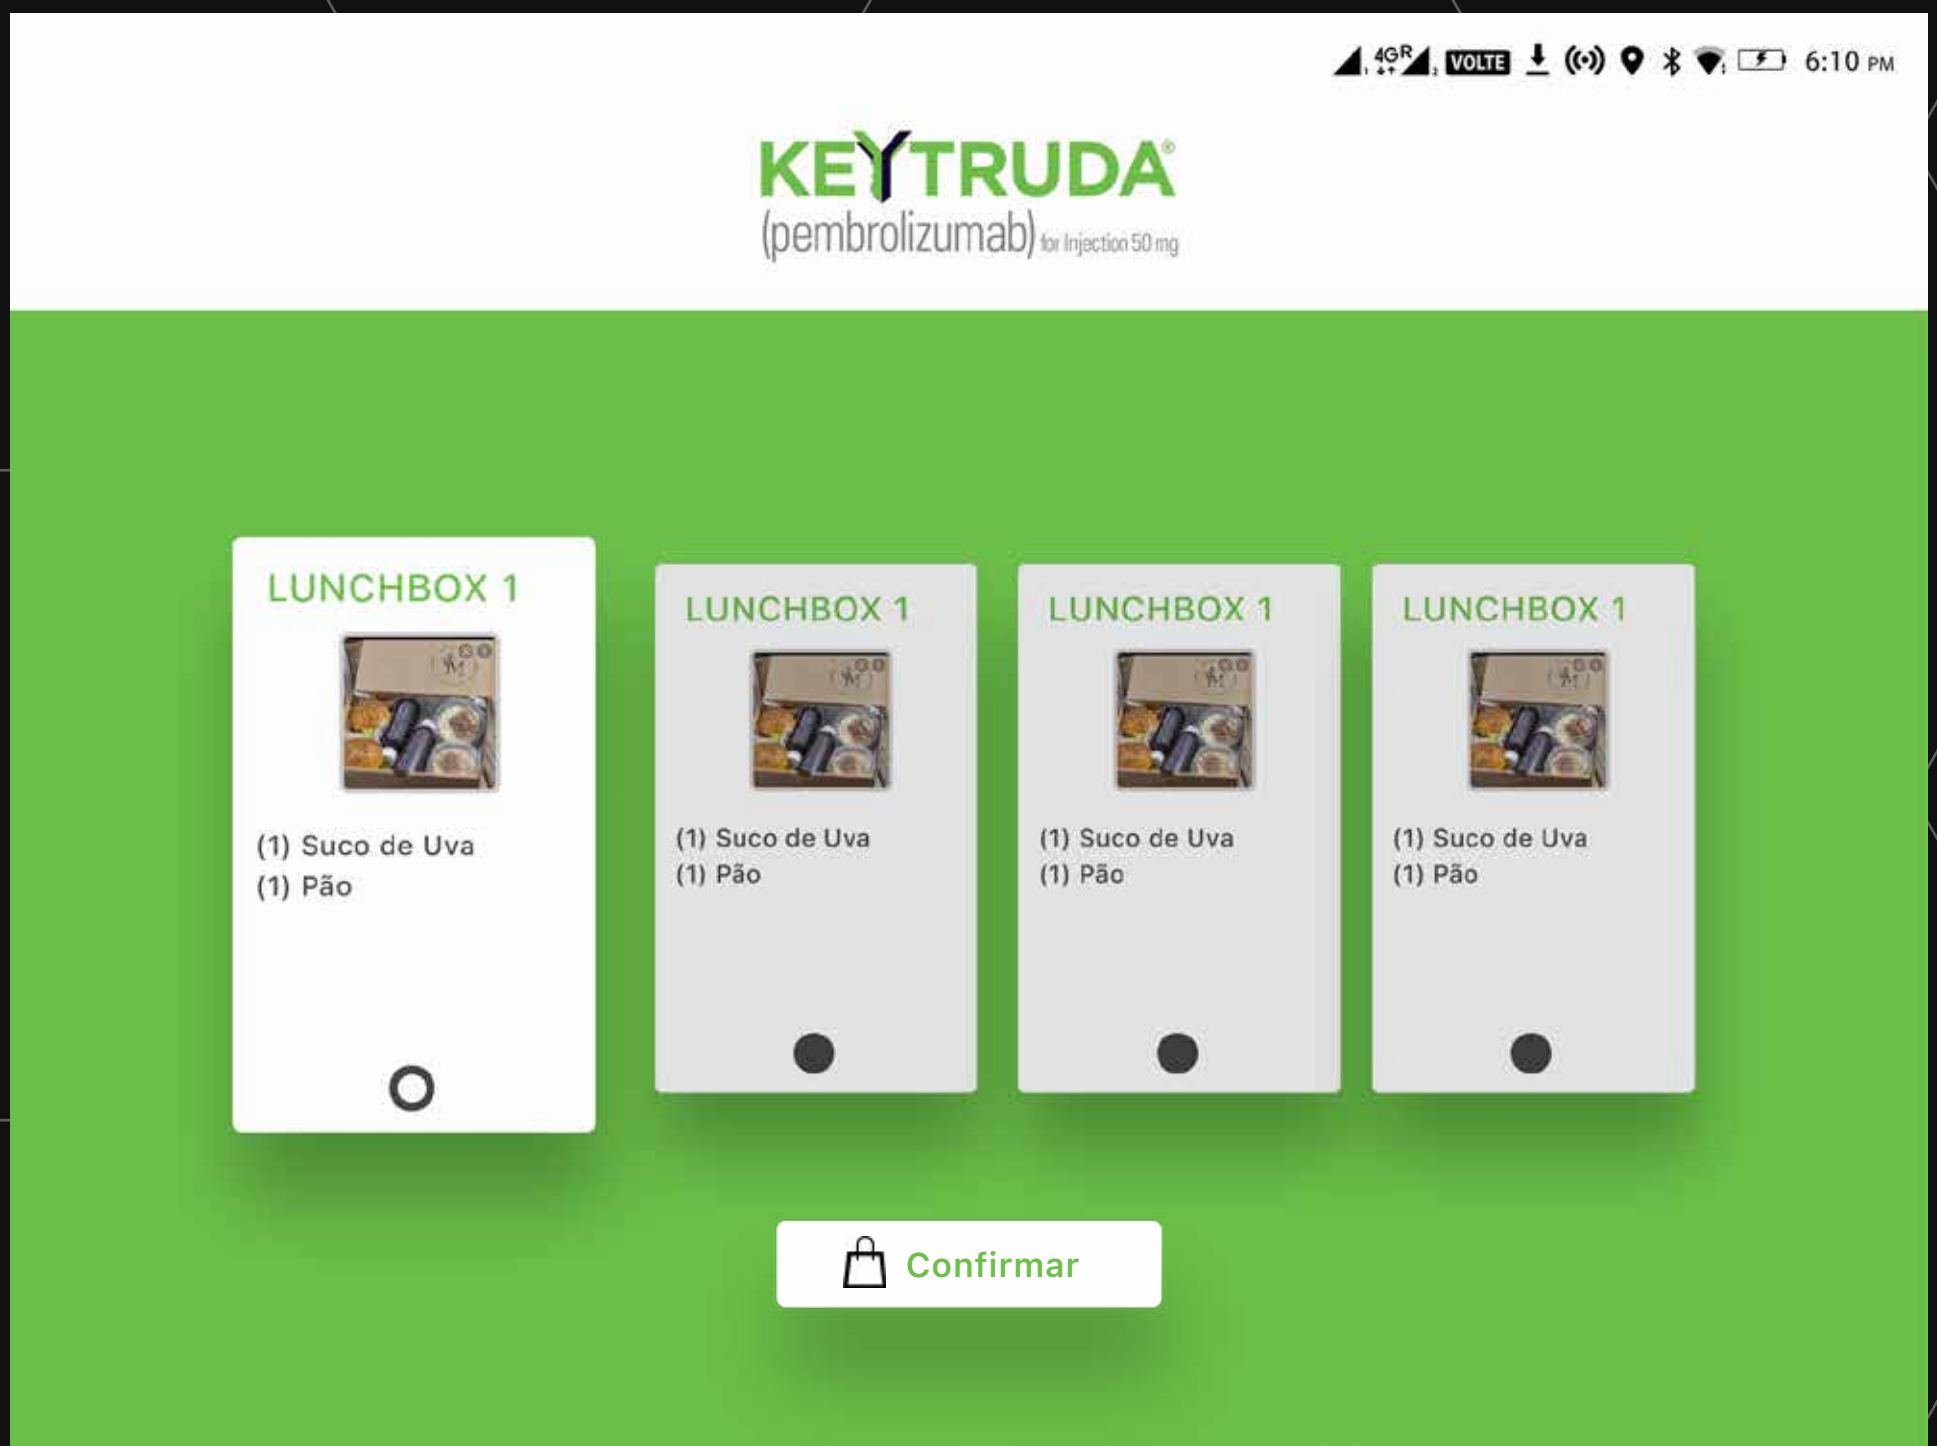 4G R
VOLTE
6:10 PM
KEYTRUDA®
(pembrolizumab) for Injection 50 mg
LUNCHBOX 1
(1) Suco de Uva
(1) Pão
LUNCHBOX 1
(1) Suco de Uva
(1) Pão
LUNCHBOX 1
(1) Suco de Uva
(1) Pão
LUNCHBOX 1
(1) Suco de Uva
(1) Pão
Confirmar